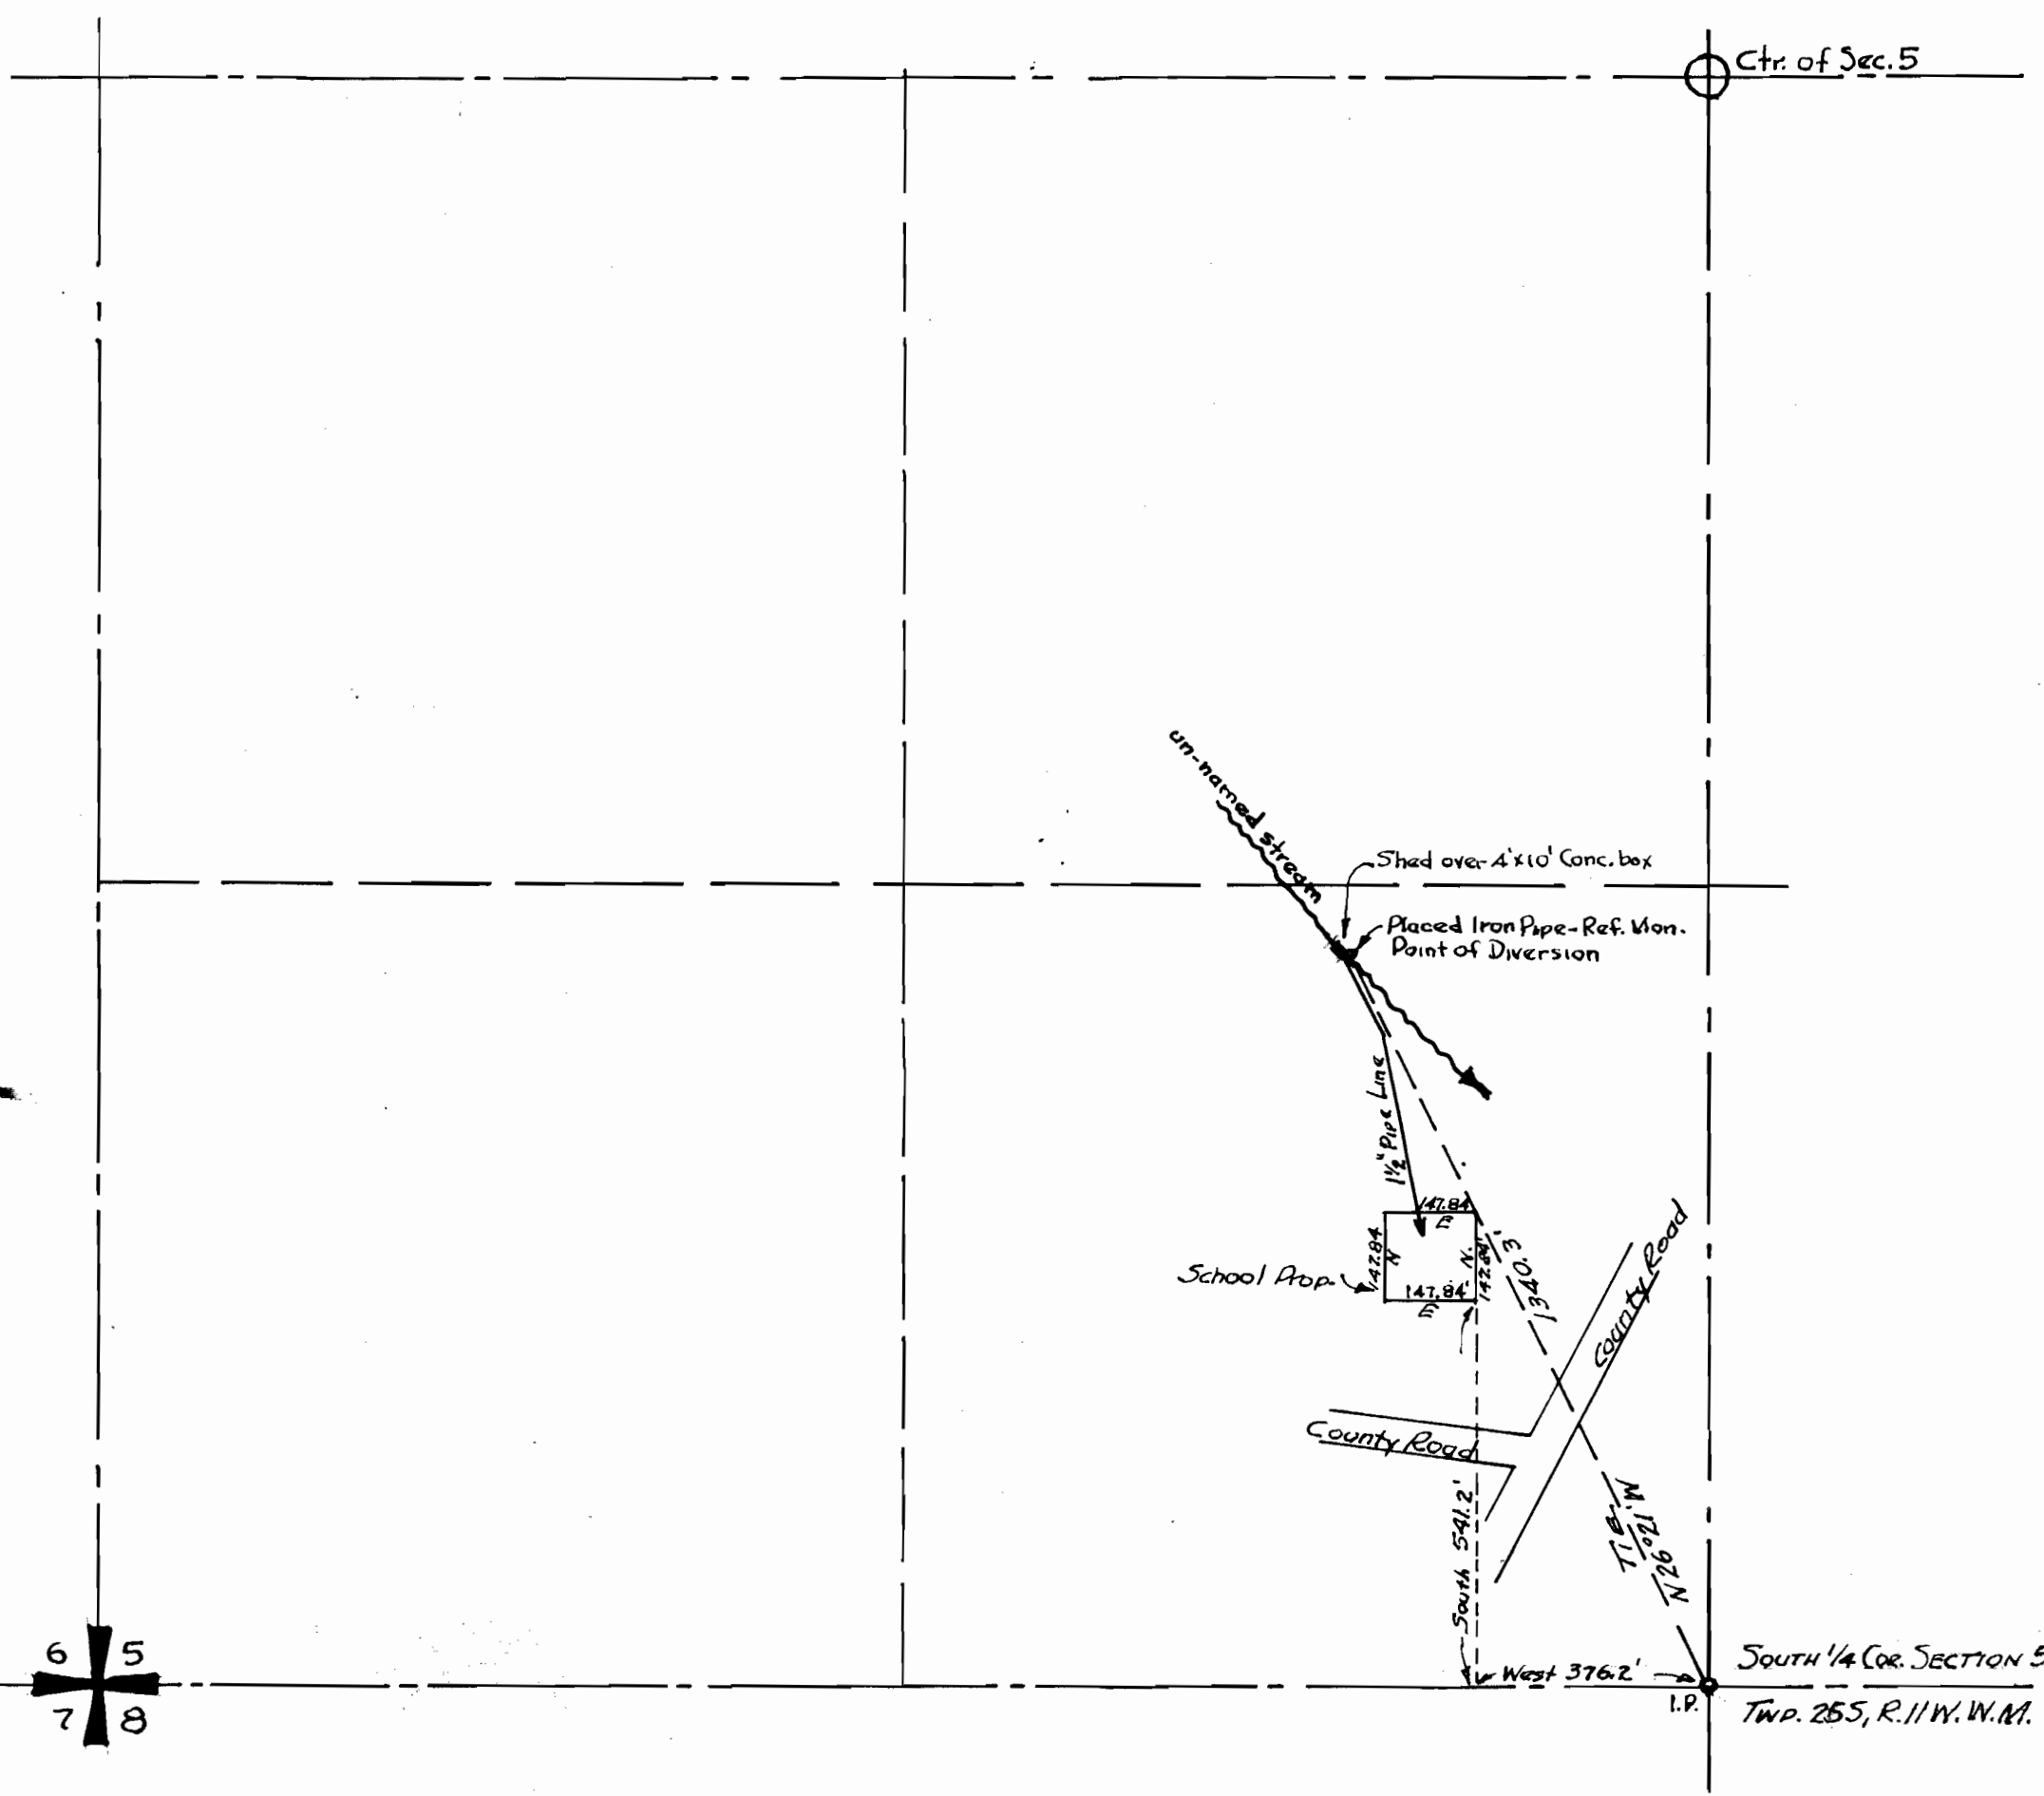 Ctr. of Sec. 5
un-named stream
Shed over 4'x10' Conc. box
Placed Iron Pipe-Ref. Mon.
Point of Diversion
1½" Pipe Line
147.84
E
147.84
N
N.
147.84'
School Prop.
147.84'
E
1340.3'
County Road
County Road
South 541.2'
TIE
N 26°21' W
6 5
7 8
West 376.2'
I.P.
SOUTH 1/4 COR. SECTION 5
TWP. 25S, R. 11 W. W.M.